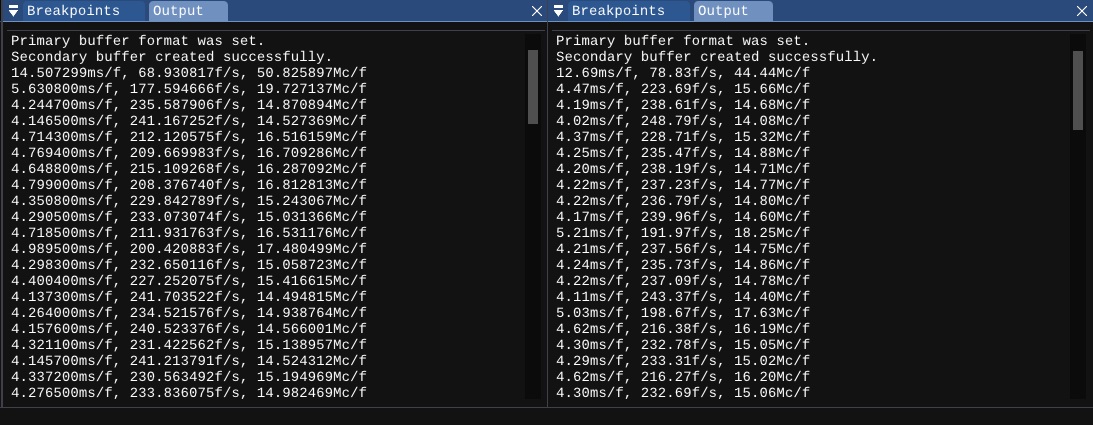 Breakpoints Output
Primary buffer format was set.
Secondary buffer created successfully.
14.507299ms/f, 68.930817f/s, 50.825897Mc/f
5.630800ms/f, 177.594666f/s, 19.727137Mc/f
4.244700ms/f, 235.587906f/s, 14.870894Mc/f
4.146500ms/f, 241.167252f/s, 14.527369Mc/f
4.714300ms/f, 212.120575f/s, 16.516159Mc/f
4.769400ms/f, 209.669983f/s, 16.709286Mc/f
4.648800ms/f, 215.109268f/s, 16.287092Mc/f
4.799000ms/f, 208.376740f/s, 16.812813Mc/f
4.350800ms/f, 229.842789f/s, 15.243067Mc/f
4.290500ms/f, 233.073074f/s, 15.031366Mc/f
4.718500ms/f, 211.931763f/s, 16.531176Mc/f
4.989500ms/f, 200.420883f/s, 17.480499Mc/f
4.298300ms/f, 232.650116f/s, 15.058723Mc/f
4.400400ms/f, 227.252075f/s, 15.416615Mc/f
4.137300ms/f, 241.703522f/s, 14.494815Mc/f
4.264000ms/f, 234.521576f/s, 14.938764Mc/f
4.157600ms/f, 240.523376f/s, 14.566001Mc/f
4.321100ms/f, 231.422562f/s, 15.138957Mc/f
4.145700ms/f, 241.213791f/s, 14.524312Mc/f
4.337200ms/f, 230.563492f/s, 15.194969Mc/f
4.276500ms/f, 233.836075f/s, 14.982469Mc/f
Breakpoints Output
Primary buffer format was set.
Secondary buffer created successfully.
12.69ms/f, 78.83f/s, 44.44Mc/f
4.47ms/f, 223.69f/s, 15.66Mc/f
4.19ms/f, 238.61f/s, 14.68Mc/f
4.02ms/f, 248.79f/s, 14.08Mc/f
4.37ms/f, 228.71f/s, 15.32Mc/f
4.25ms/f, 235.47f/s, 14.88Mc/f
4.20ms/f, 238.19f/s, 14.71Mc/f
4.22ms/f, 237.23f/s, 14.77Mc/f
4.22ms/f, 236.79f/s, 14.80Mc/f
4.17ms/f, 239.96f/s, 14.60Mc/f
5.21ms/f, 191.97f/s, 18.25Mc/f
4.21ms/f, 237.56f/s, 14.75Mc/f
4.24ms/f, 235.73f/s, 14.86Mc/f
4.22ms/f, 237.09f/s, 14.78Mc/f
4.11ms/f, 243.37f/s, 14.40Mc/f
5.03ms/f, 198.67f/s, 17.63Mc/f
4.62ms/f, 216.38f/s, 16.19Mc/f
4.30ms/f, 232.78f/s, 15.05Mc/f
4.29ms/f, 233.31f/s, 15.02Mc/f
4.62ms/f, 216.27f/s, 16.20Mc/f
4.30ms/f, 232.69f/s, 15.06Mc/f